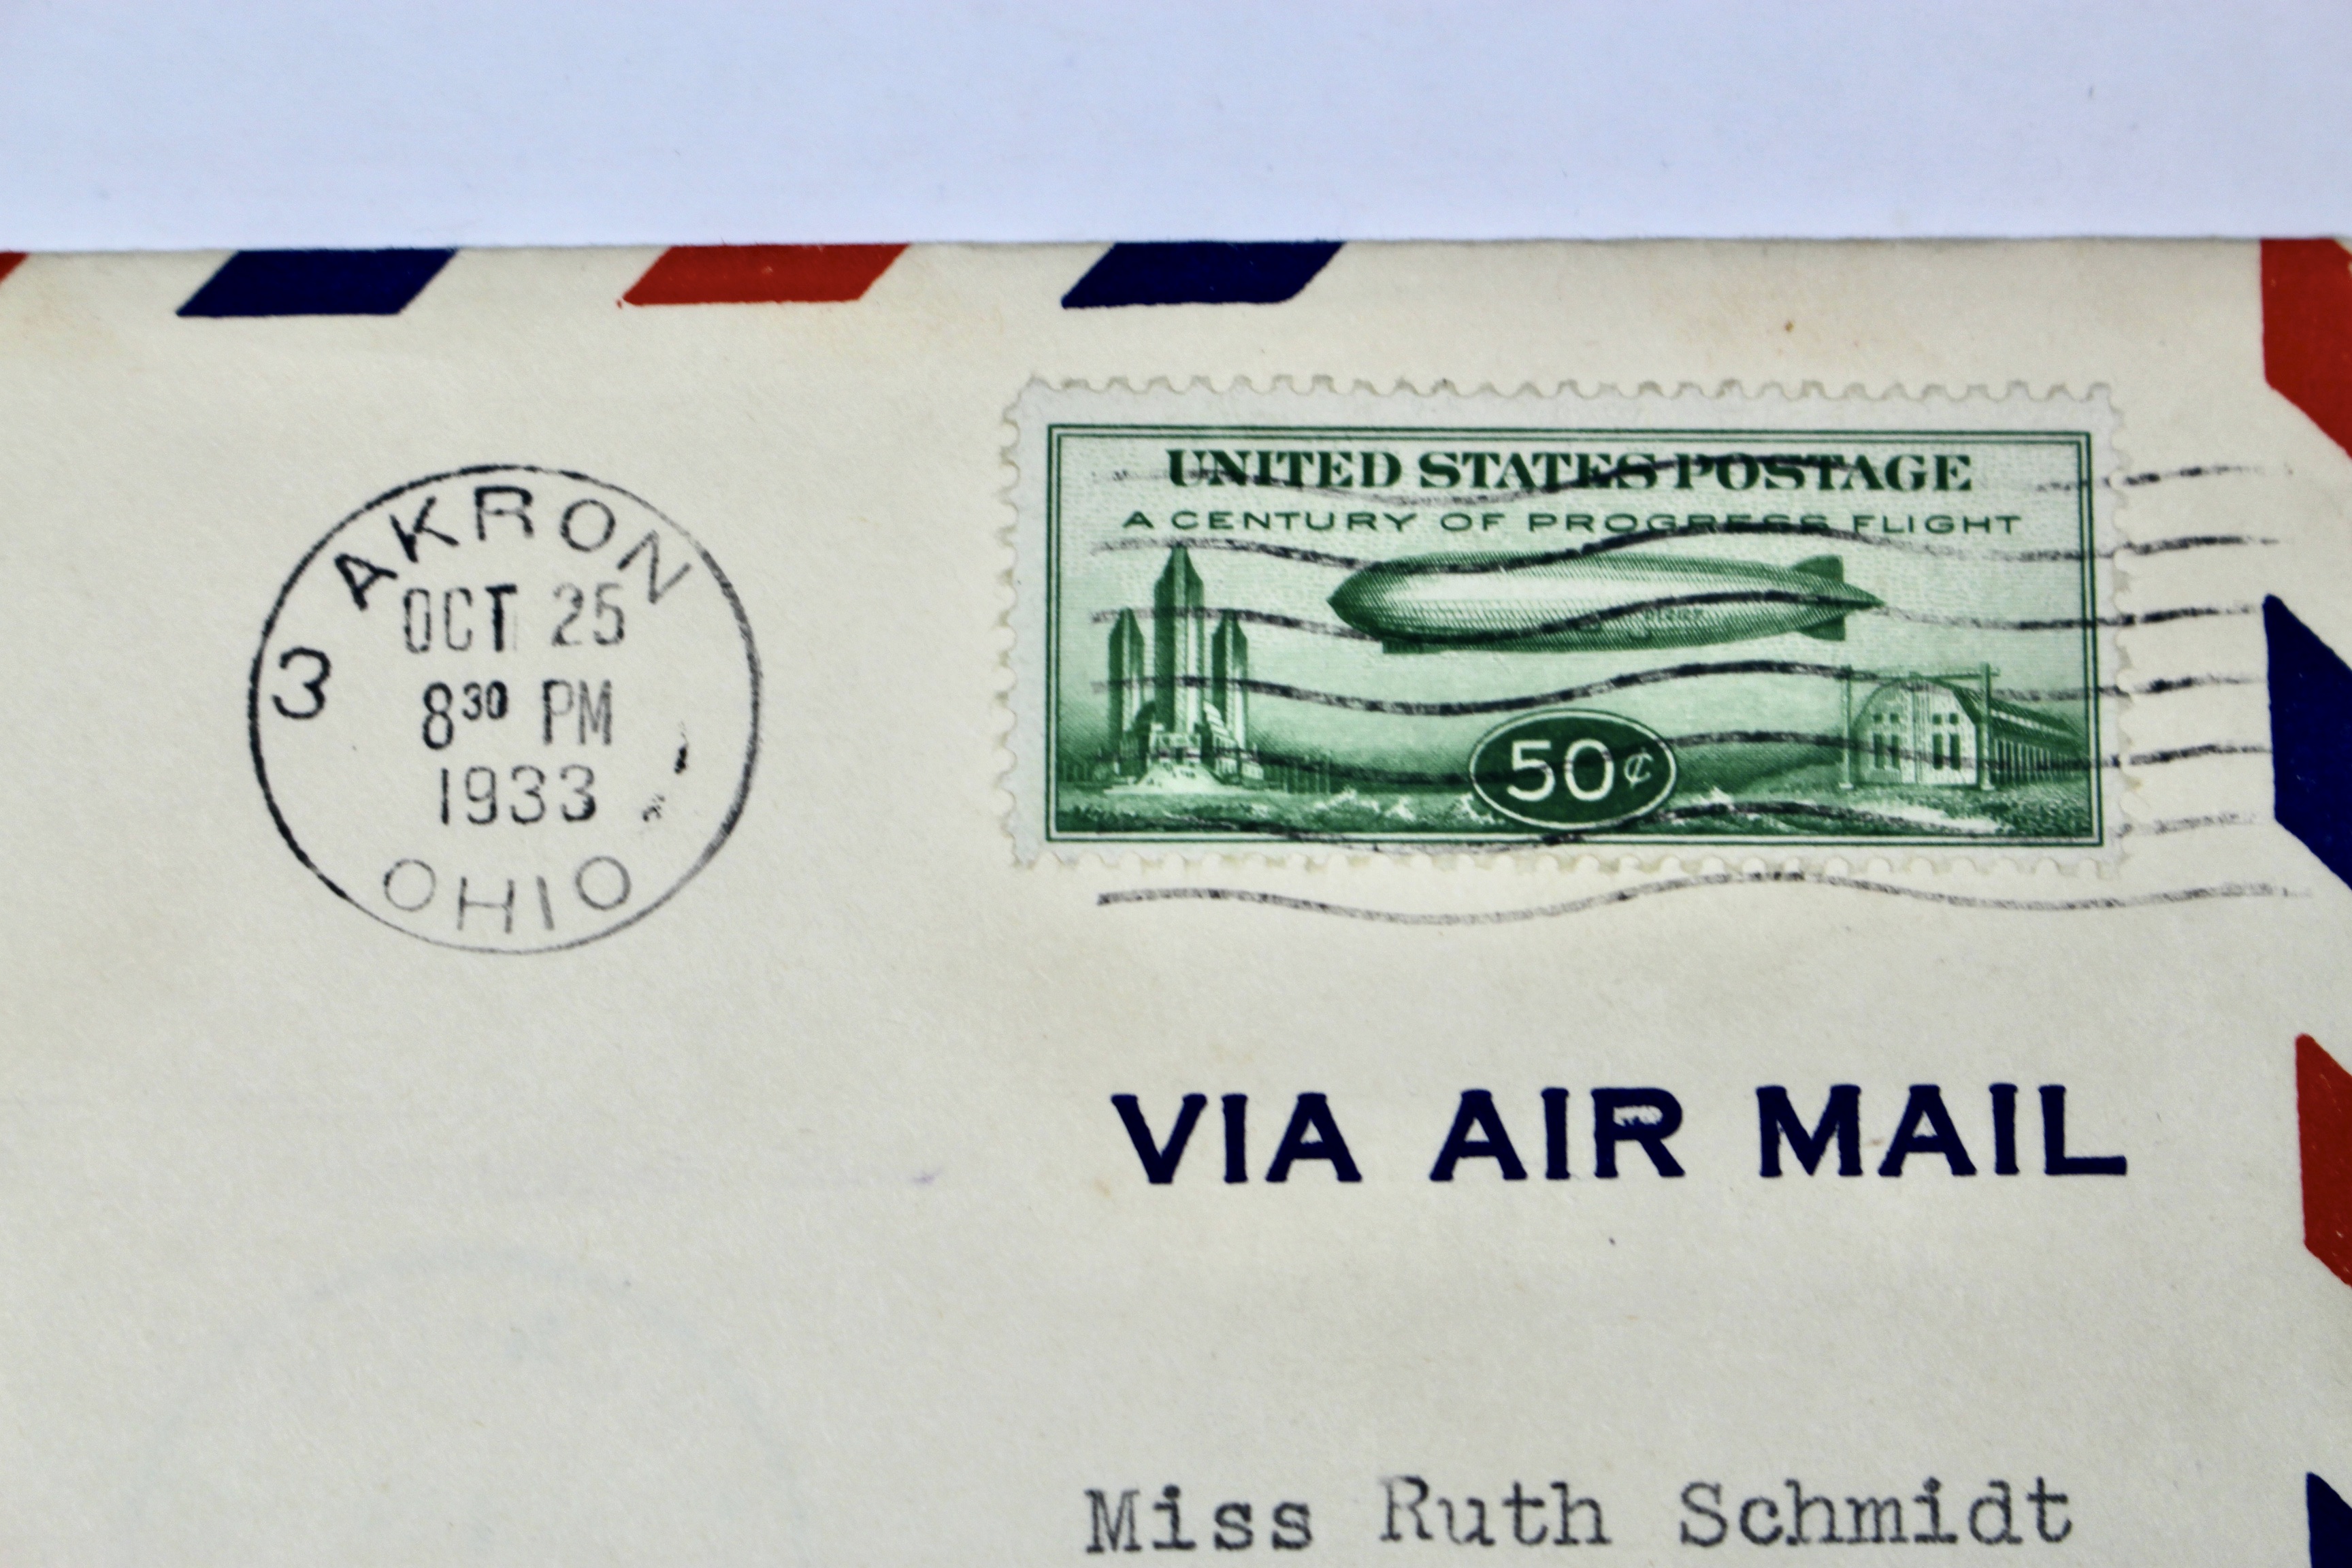 3 AKRON
OCT 25
8 30 PM
1933
OHIO
UNITED STATES POSTAGE
A CENTURY OF PROGRESS FLIGHT
50¢
VIA AIR MAIL
Miss Ruth Schmidt